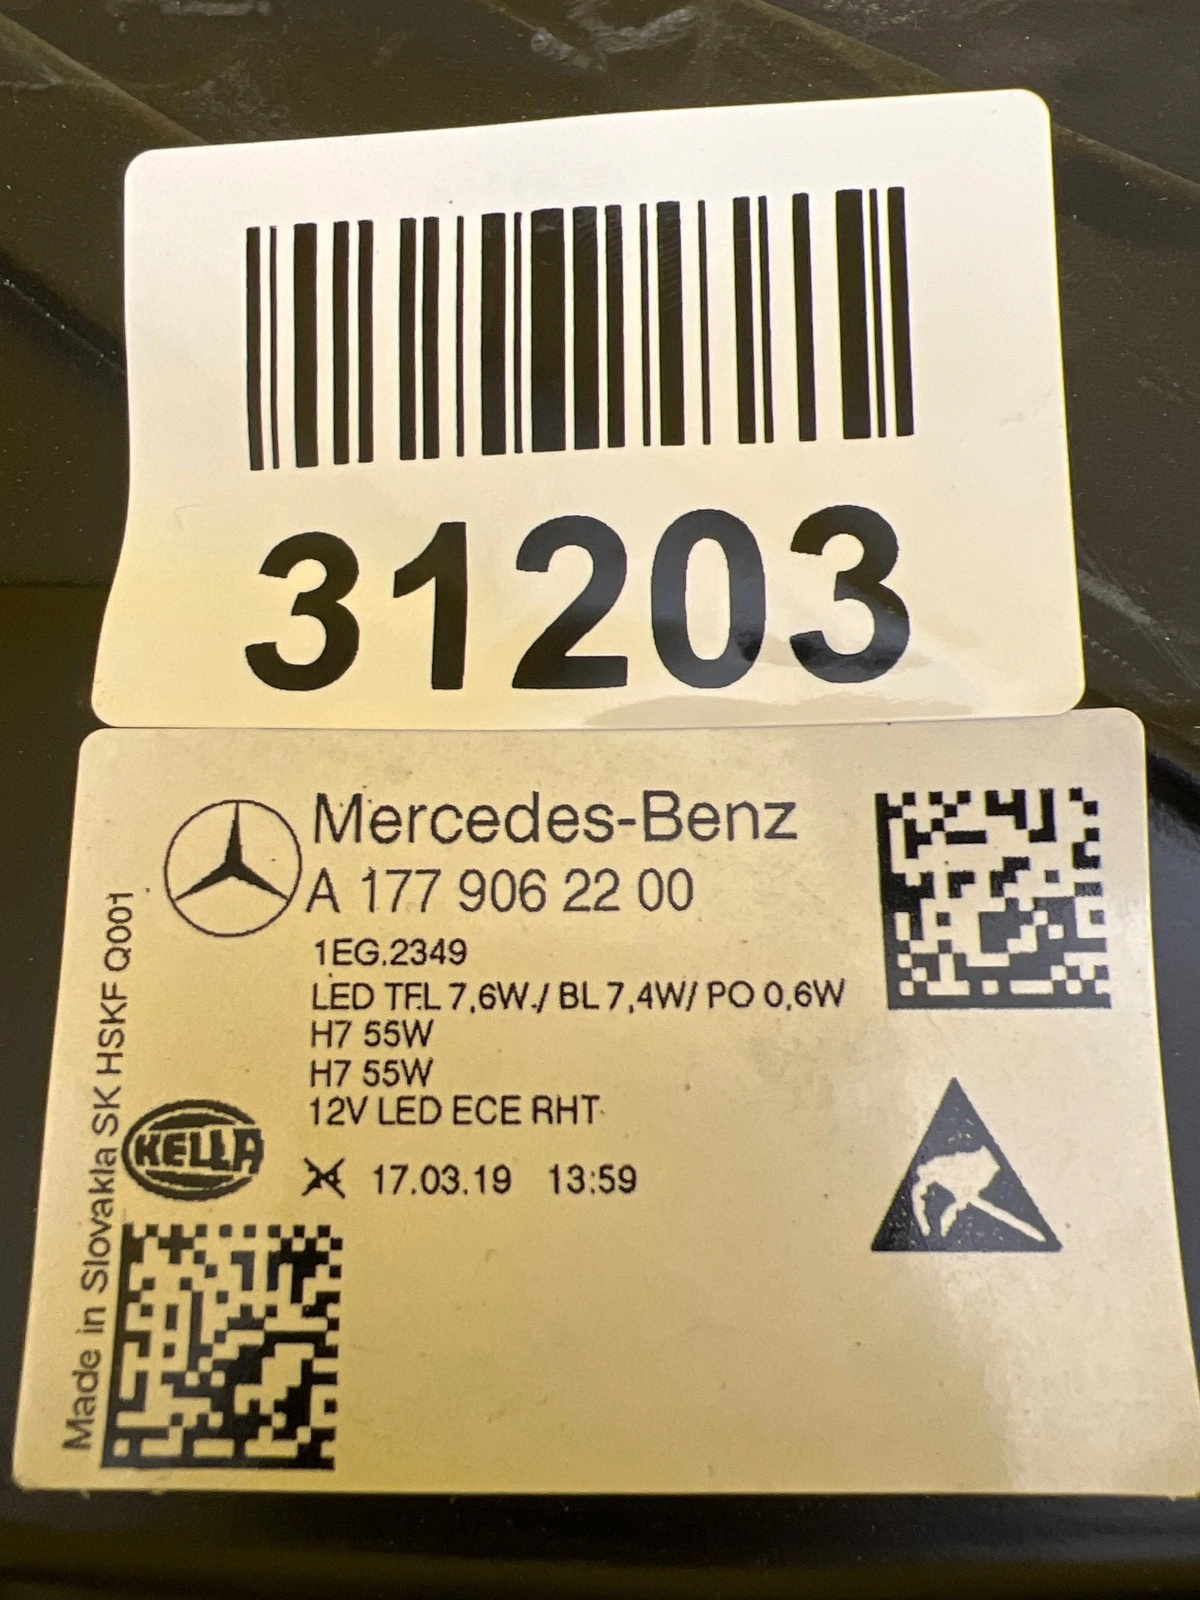 31203
Mercedes-Benz
A 177 906 22 00
1EG.2349
LED TFL 7,6W / BL 7,4W/ PO 0,6W
H7 55W
H7 55W
12V LED ECE RHT
HELLA
24 17.03.19 13:59
Made in Slovakia SK HSKF Q001